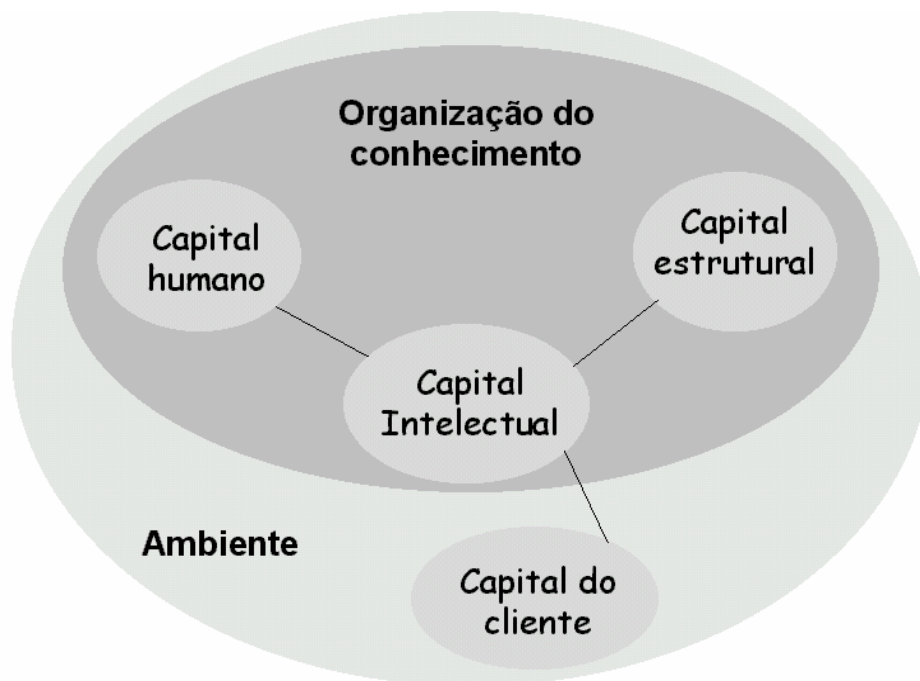 Organização do
conhecimento
Capital
humano
Capital
estrutural
Capital
Intelectual
Ambiente
Capital do
cliente